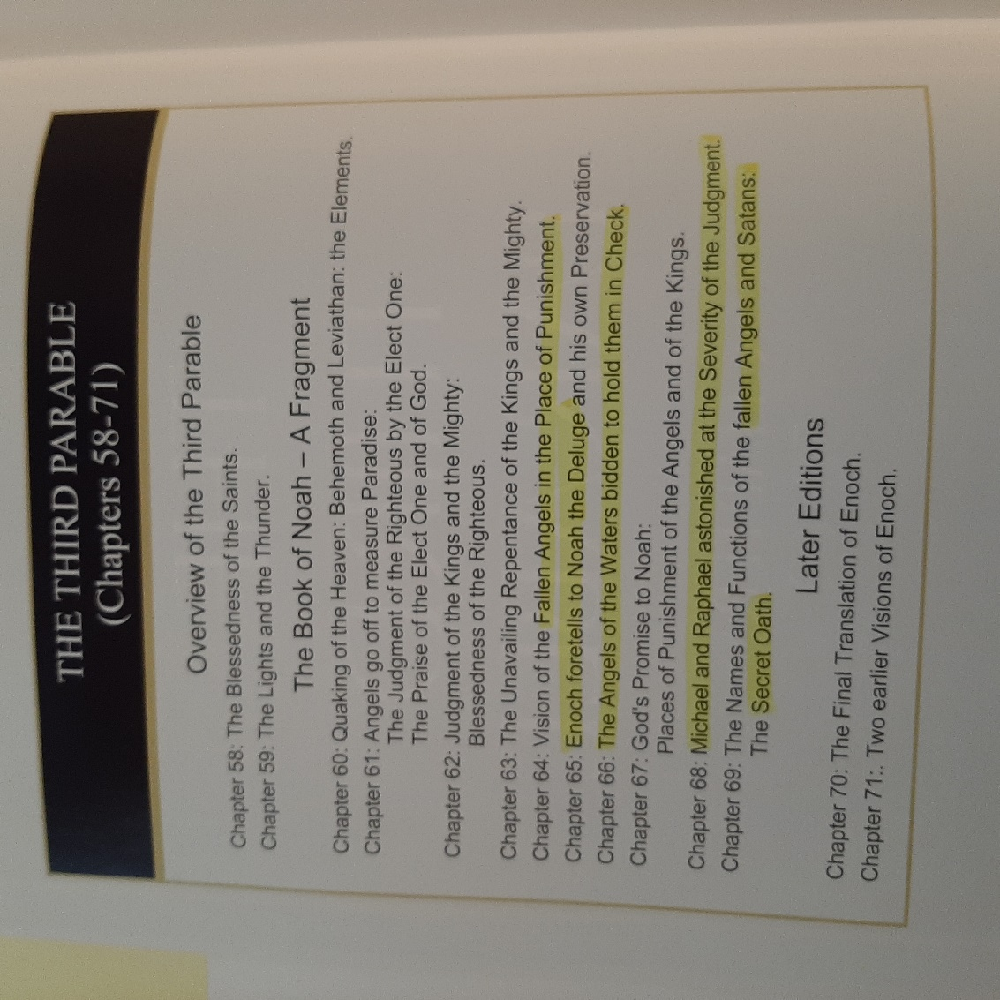 THE THIRD PARABLE
(Chapters 58-71)
Overview of the Third Parable
Chapter 58: The Blessedness of the Saints.
Chapter 59: The Lights and the Thunder.
The Book of Noah – A Fragment
Chapter 60: Quaking of the Heaven: Behemoth and Leviathan: the Elements.
Chapter 61: Angels go off to measure Paradise:
The Judgment of the Righteous by the Elect One:
The Praise of the Elect One and of God.
Chapter 62: Judgment of the Kings and the Mighty:
Blessedness of the Righteous.
Chapter 63: The Unavailing Repentance of the Kings and the Mighty.
Chapter 64: Vision of the Fallen Angels in the Place of Punishment.
Chapter 65: Enoch foretells to Noah the Deluge and his own Preservation.
Chapter 66: The Angels of the Waters bidden to hold them in Check.
Chapter 67: God's Promise to Noah:
Places of Punishment of the Angels and of the Kings.
Chapter 68: Michael and Raphael astonished at the Severity of the Judgment.
Chapter 69: The Names and Functions of the fallen Angels and Satans:
The Secret Oath.
Later Editions
Chapter 70: The Final Translation of Enoch.
Chapter 71:. Two earlier Visions of Enoch.